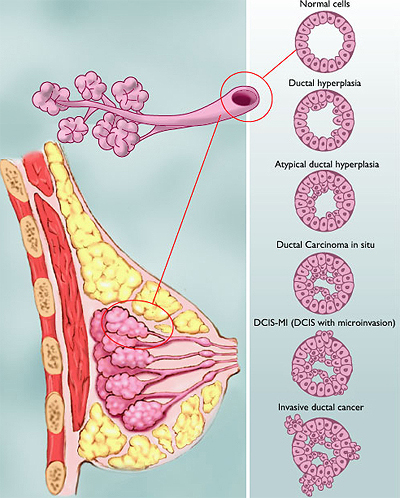 Normal cells
Ductal hyperplasia
Atypical ductal hyperplasia
Ductal Carcinoma in situ
DCIS-MI (DCIS with microinvasion)
Invasive ductal cancer